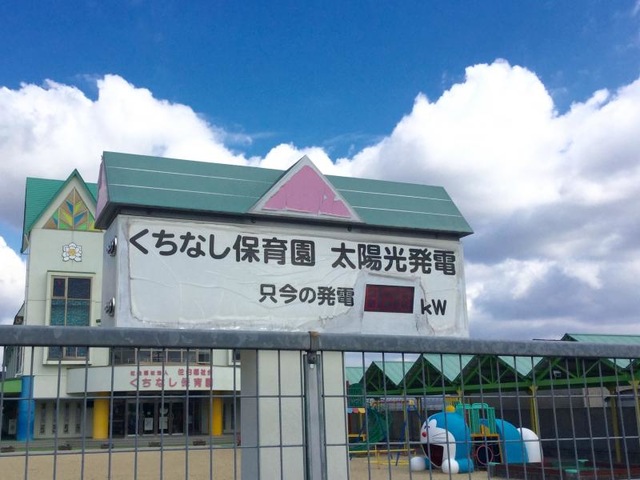 くちなし保育園 太陽光発電
只今の発電 kW
くちなし保育園